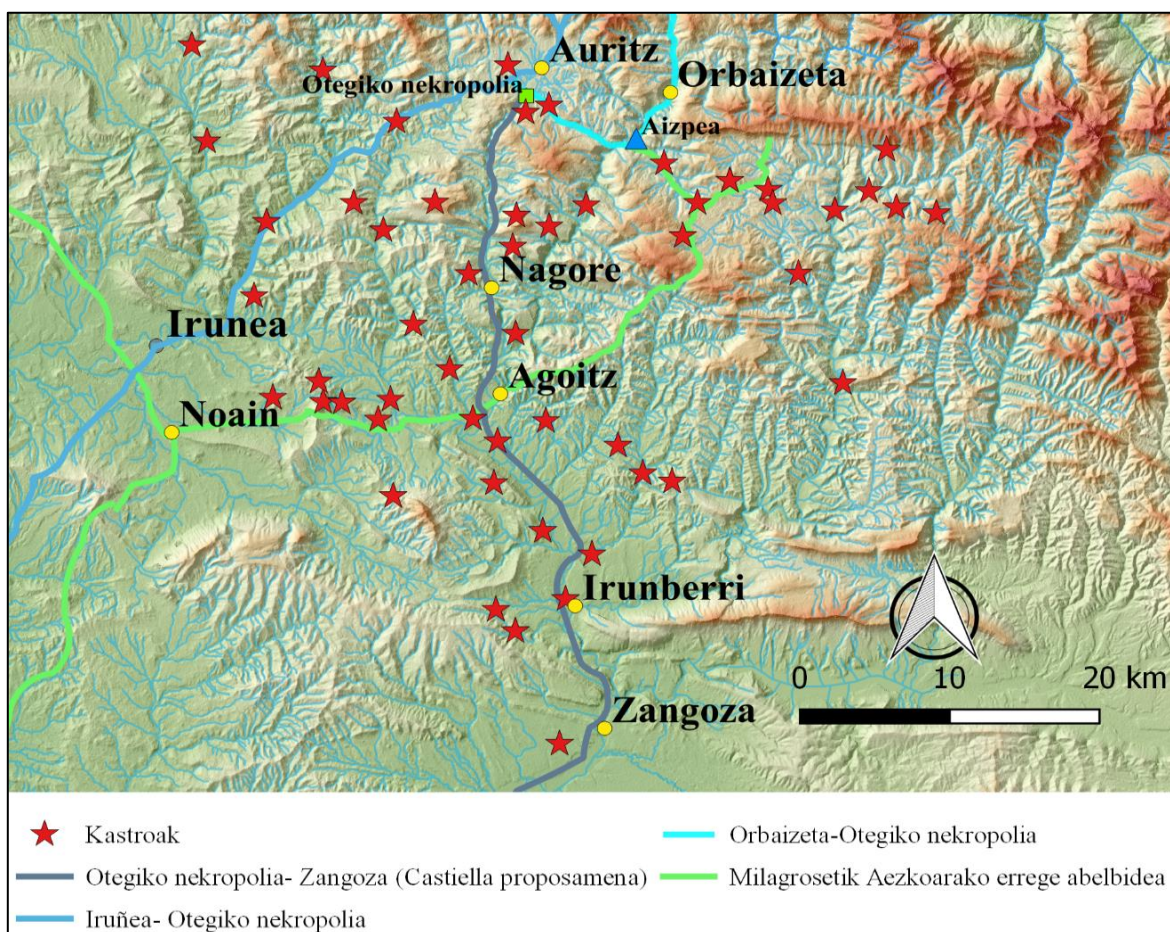 Auritz
Otegiko nekropolia
Orbaizeta
Aizpea
Nagore
Irunea
Agoitz
Noain
Irunberri
Zangoza
0 10 20 km
Kastroak
Orbaizeta-Otegiko nekropolia
Otegiko nekropolia- Zangoza (Castiella proposamena)
Milagrosetik Aezkoarako errege abelbidea
Iruñea- Otegiko nekropolia